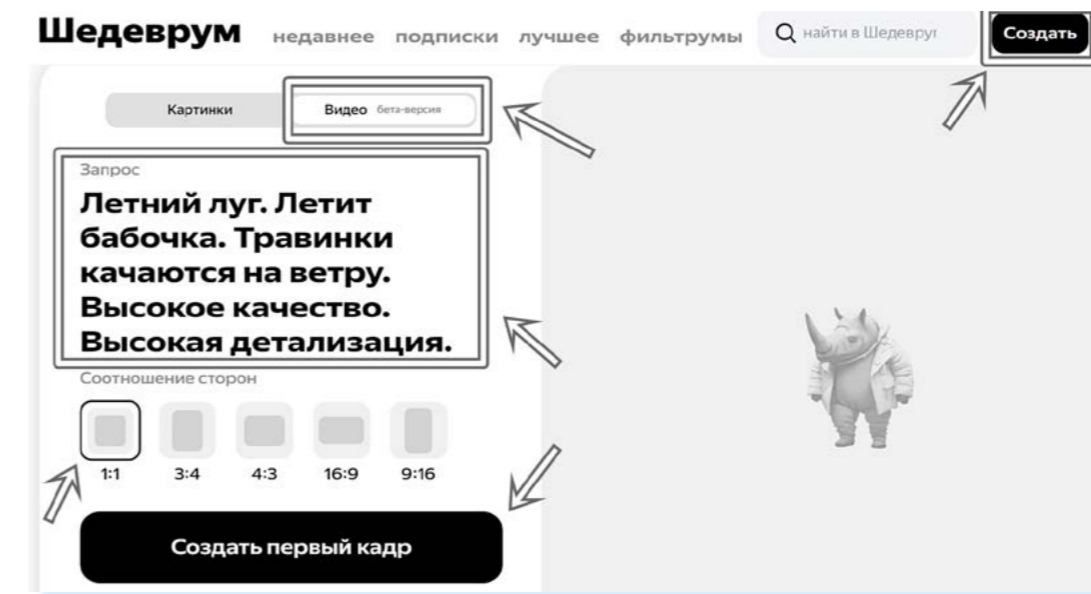 Шедеврум недавнее подписки лучшее фильтрумы найти в Шедевруг Создать
Картинки Видео бета-версия
Запрос
Летний луг. Летит
бабочка. Травинки
качаются на ветру.
Высокое качество.
Высокая детализация.
Соотношение сторон
1:1 3:4 4:3 16:9 9:16
Создать первый кадр